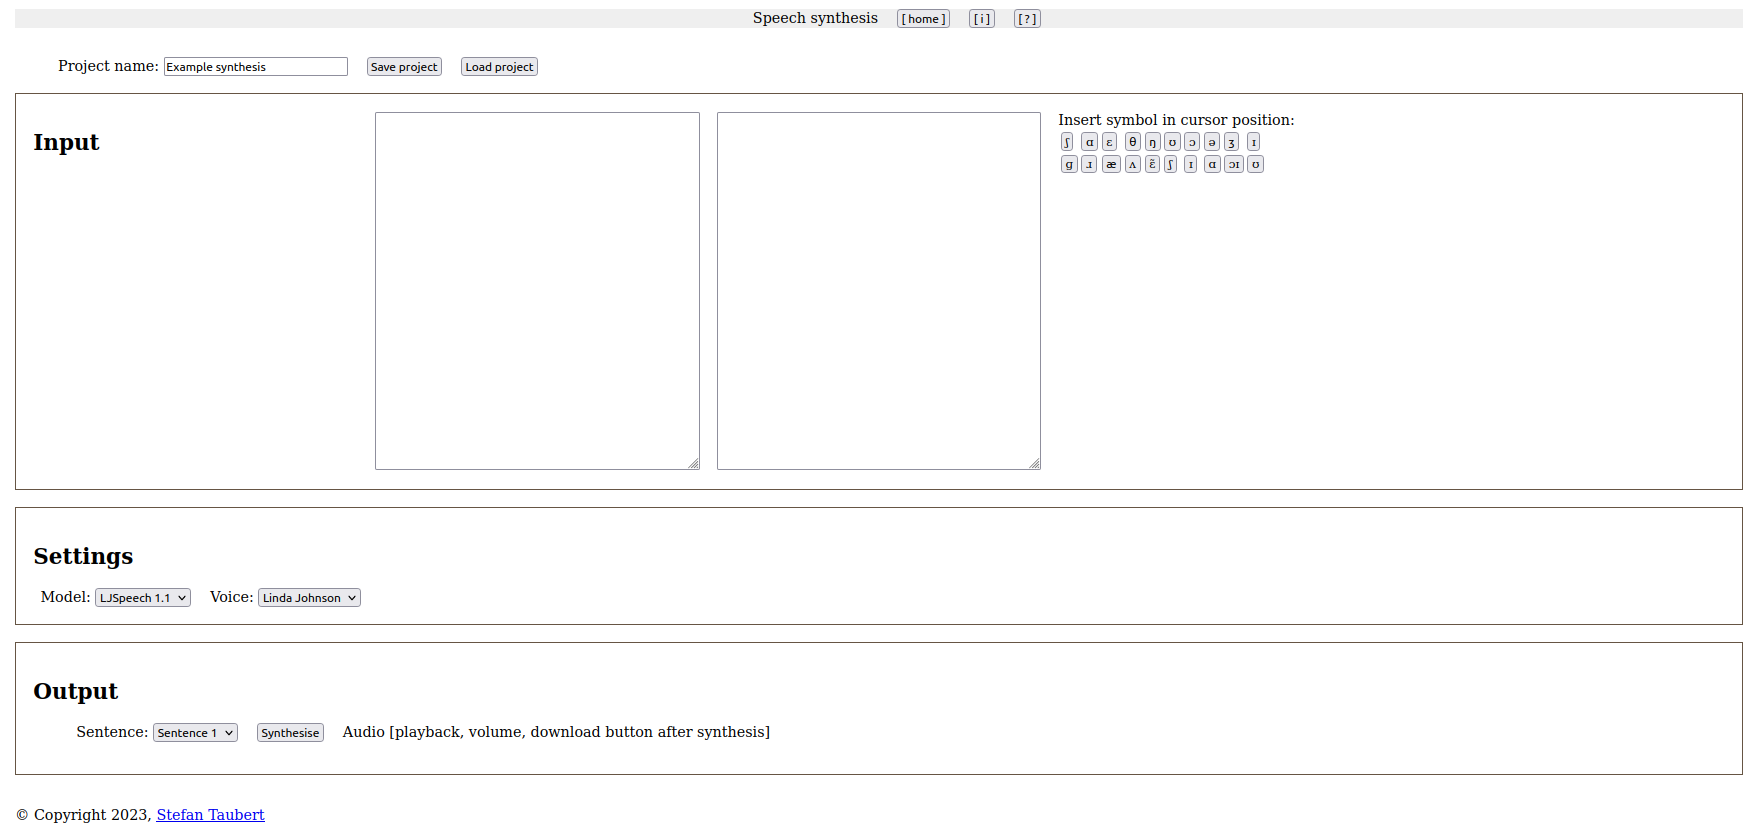 Speech synthesis [home] [i] [?]
Project name: Example synthesis Save project Load project
Input
Insert symbol in cursor position:
ʃ ɑ ɛ θ ŋ ʊ ɔ ə ʒ ɪ
ɡ ɹ æ ʌ ɛ̃ ʃ ɪ ɑ ɔɪ ʊ
Settings
Model: LJSpeech 1.1 Voice: Linda Johnson
Output
Sentence: Sentence 1 Synthesise Audio [playback, volume, download button after synthesis]
© Copyright 2023, Stefan Taubert